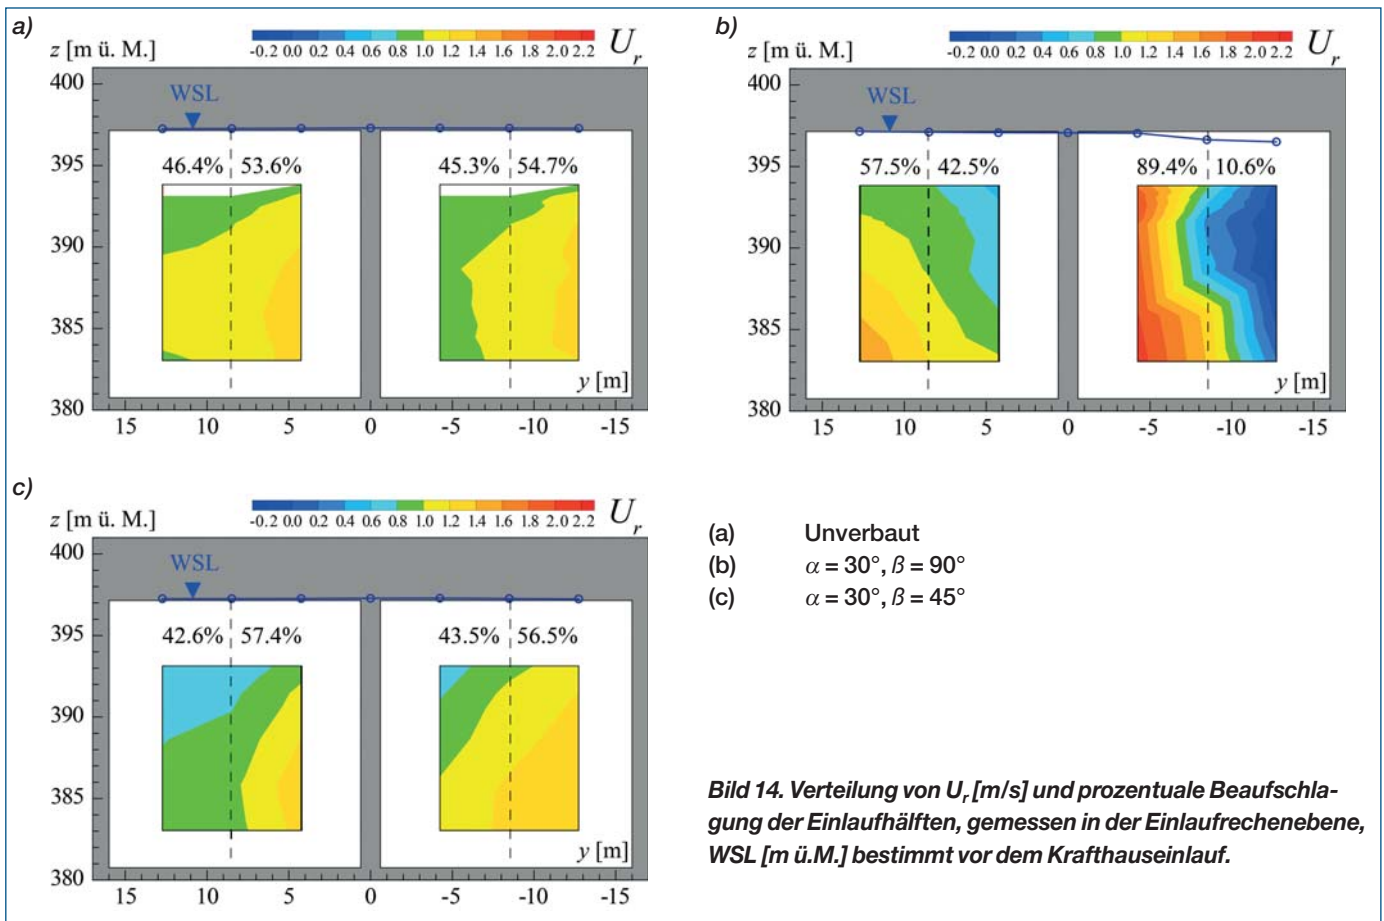 a)
z [m ü. M.]
-0.2 0.0 0.2 0.4 0.6 0.8 1.0 1.2 1.4 1.6 1.8 2.0 2.2
U_r
400
395
390
385
380
WSL
46.4% 53.6%
45.3% 54.7%
y [m]
15 10 5 0 -5 -10 -15
b)
z [m ü. M.]
-0.2 0.0 0.2 0.4 0.6 0.8 1.0 1.2 1.4 1.6 1.8 2.0 2.2
U_r
400
395
390
385
380
WSL
57.5% 42.5%
89.4% 10.6%
y [m]
15 10 5 0 -5 -10 -15
c)
z [m ü. M.]
-0.2 0.0 0.2 0.4 0.6 0.8 1.0 1.2 1.4 1.6 1.8 2.0 2.2
U_r
400
395
390
385
380
WSL
42.6% 57.4%
43.5% 56.5%
y [m]
15 10 5 0 -5 -10 -15
(a) Unverbaut
(b) α = 30°, β = 90°
(c) α = 30°, β = 45°
Bild 14. Verteilung von U_r [m/s] und prozentuale Beaufschla-
gung der Einlaufhälften, gemessen in der Einlaufrechenebene,
WSL [m ü.M.] bestimmt vor dem Krafthauseinlauf.